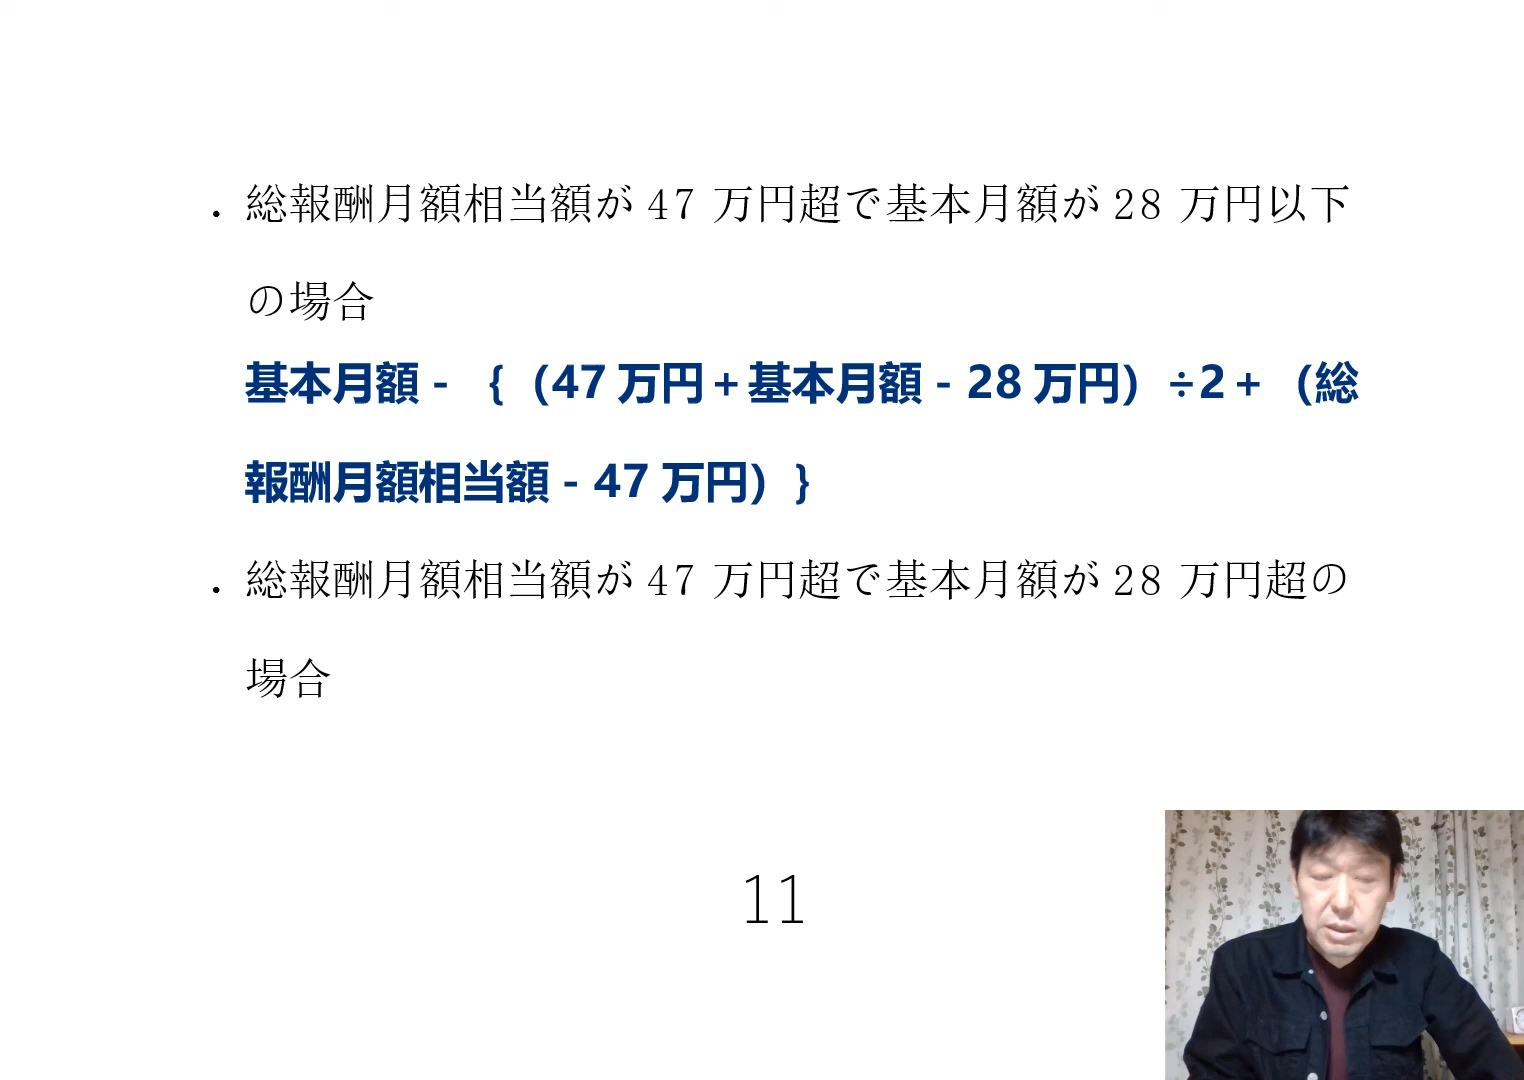 ・総報酬月額相当額が 47 万円超で基本月額が 28 万円以下
の場合
基本月額 - ｛（47 万円＋基本月額 - 28 万円）÷2＋（総
報酬月額相当額 - 47 万円）｝
・総報酬月額相当額が 47 万円超で基本月額が 28 万円超の
場合
11